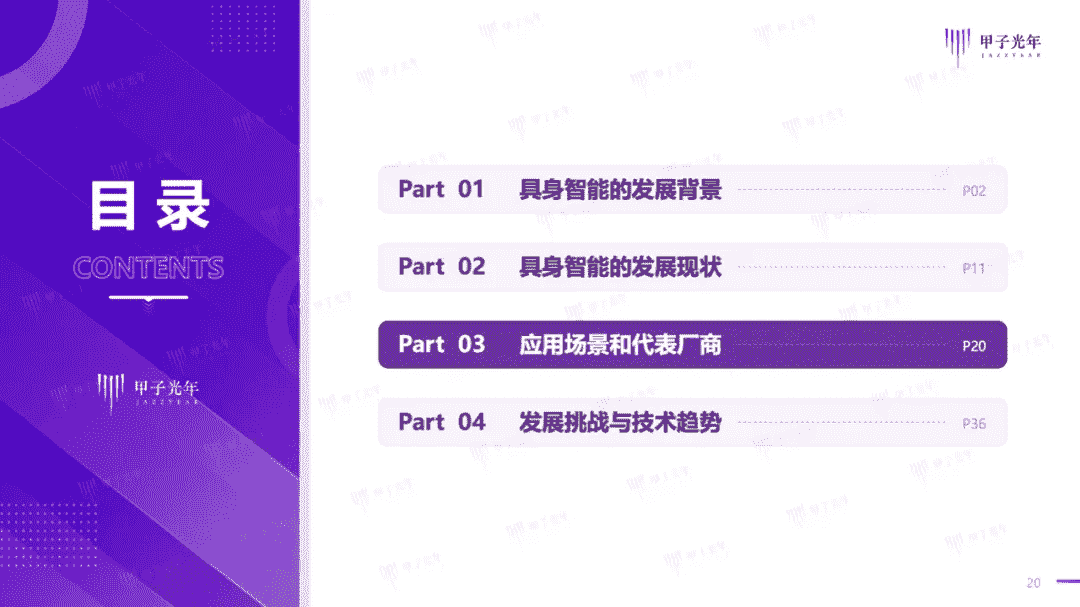 甲子光年
JAZZYEAR
目录
CONTENTS
甲子光年
JAZZYEAR
Part 01 具身智能的发展背景 P02
Part 02 具身智能的发展现状 P11
Part 03 应用场景和代表厂商 P20
Part 04 发展挑战与技术趋势 P36
20